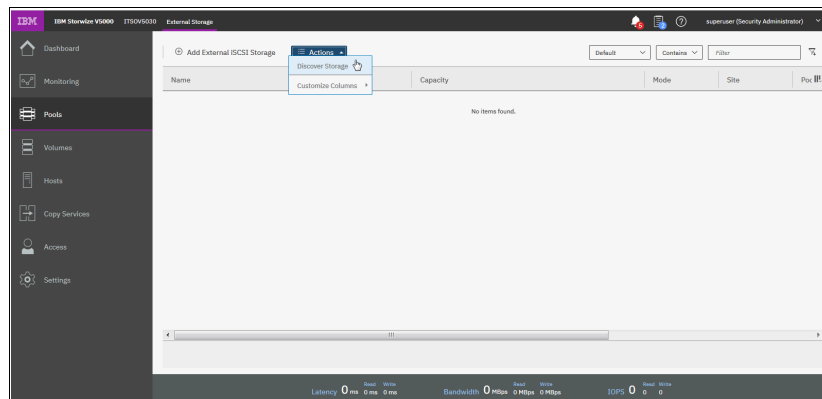 IBM IBM Storwize V5000 ITSOV5030 External Storage 5 2 superuser (Security Administrator)
Dashboard
Monitoring
Pools
Volumes
Hosts
Copy Services
Access
Settings
Add External iSCSI Storage Actions Default Contains Filter
Discover Storage
Customize Columns
Name Capacity Mode Site
No items found.
Latency 0 ms Read 0 ms Write 0 ms Bandwidth 0 MBps Read 0 MBps Write 0 MBps IOPS 0 Read 0 Write 0